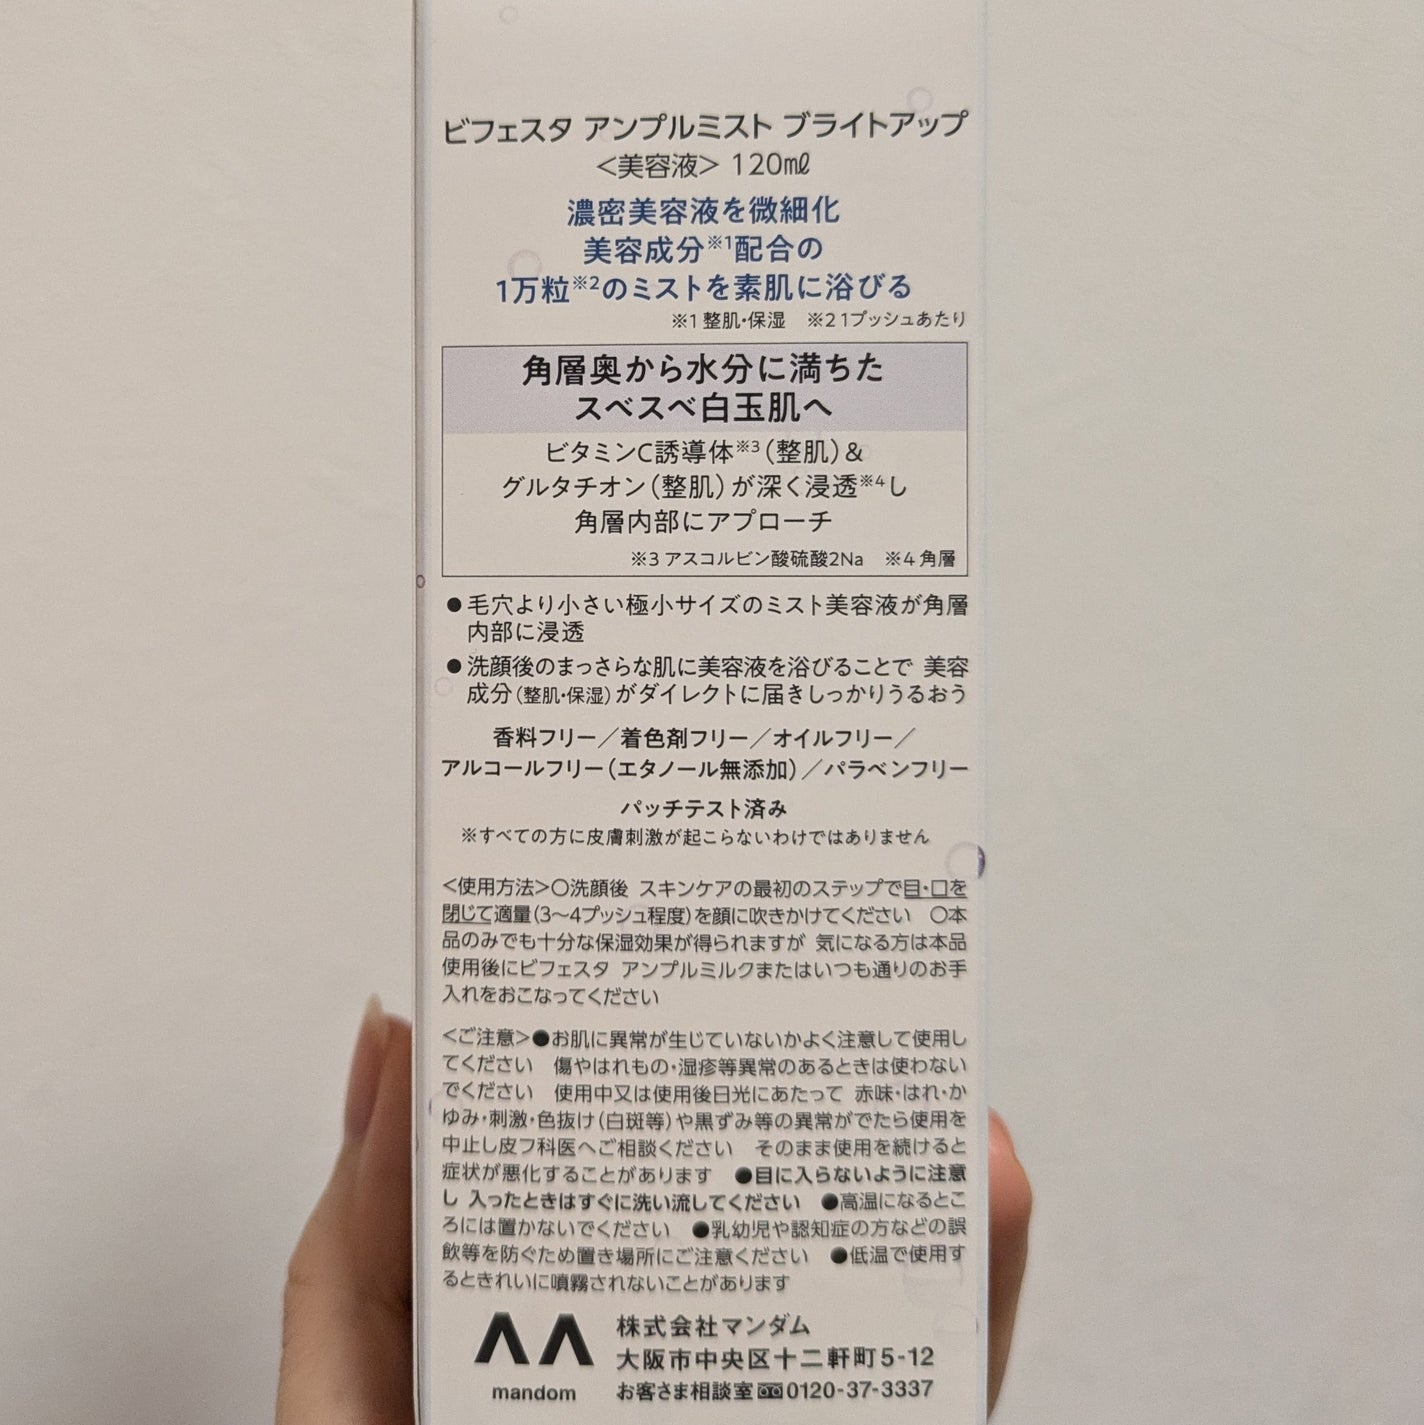 ビフェスタ アンプルミスト ブライトアップ
＜美容液＞ 120㎖
濃密美容液を微細化
美容成分※1配合の
1万粒※2のミストを素肌に浴びる
※1 整肌・保湿　※2 1プッシュあたり
角層奥から水分に満ちた
スベスベ白玉肌へ
ビタミンC誘導体※3（整肌）＆
グルタチオン（整肌）が深く浸透※4し
角層内部にアプローチ
※3 アスコルビン酸硫酸2Na　※4 角層
●毛穴より小さい極小サイズのミスト美容液が角層
内部に浸透
●洗顔後のまっさらな肌に美容液を浴びることで 美容
成分（整肌・保湿）がダイレクトに届きしっかりうるおう
香料フリー／着色剤フリー／オイルフリー／
アルコールフリー（エタノール無添加）／パラベンフリー
パッチテスト済み
※すべての方に皮膚刺激が起こらないわけではありません
＜使用方法＞○洗顔後 スキンケアの最初のステップで目・口を
閉じて適量（3～4プッシュ程度）を顔に吹きかけてください　○本
品のみでも十分な保湿効果が得られますが 気になる方は本品
使用後にビフェスタ アンプルミルクまたはいつも通りのお手
入れをおこなってください
＜ご注意＞●お肌に異常が生じていないかよく注意して使用し
てください　傷やはれもの・湿疹等異常のあるときは使わない
でください　使用中又は使用後日光にあたって 赤味・はれ・か
ゆみ・刺激・色抜け（白斑等）や黒ずみ等の異常がでたら使用を
中止し皮フ科医へご相談ください　そのまま使用を続けると
症状が悪化することがあります　●目に入らないように注意
し 入ったときはすぐに洗い流してください　●高温になるとこ
ろには置かないでください　●乳幼児や認知症の方などの誤
飲等を防ぐため置き場所にご注意ください　●低温で使用す
るときれいに噴霧されないことがあります
株式会社マンダム
大阪市中央区十二軒町5-12
mandom お客さま相談室 0120-37-3337